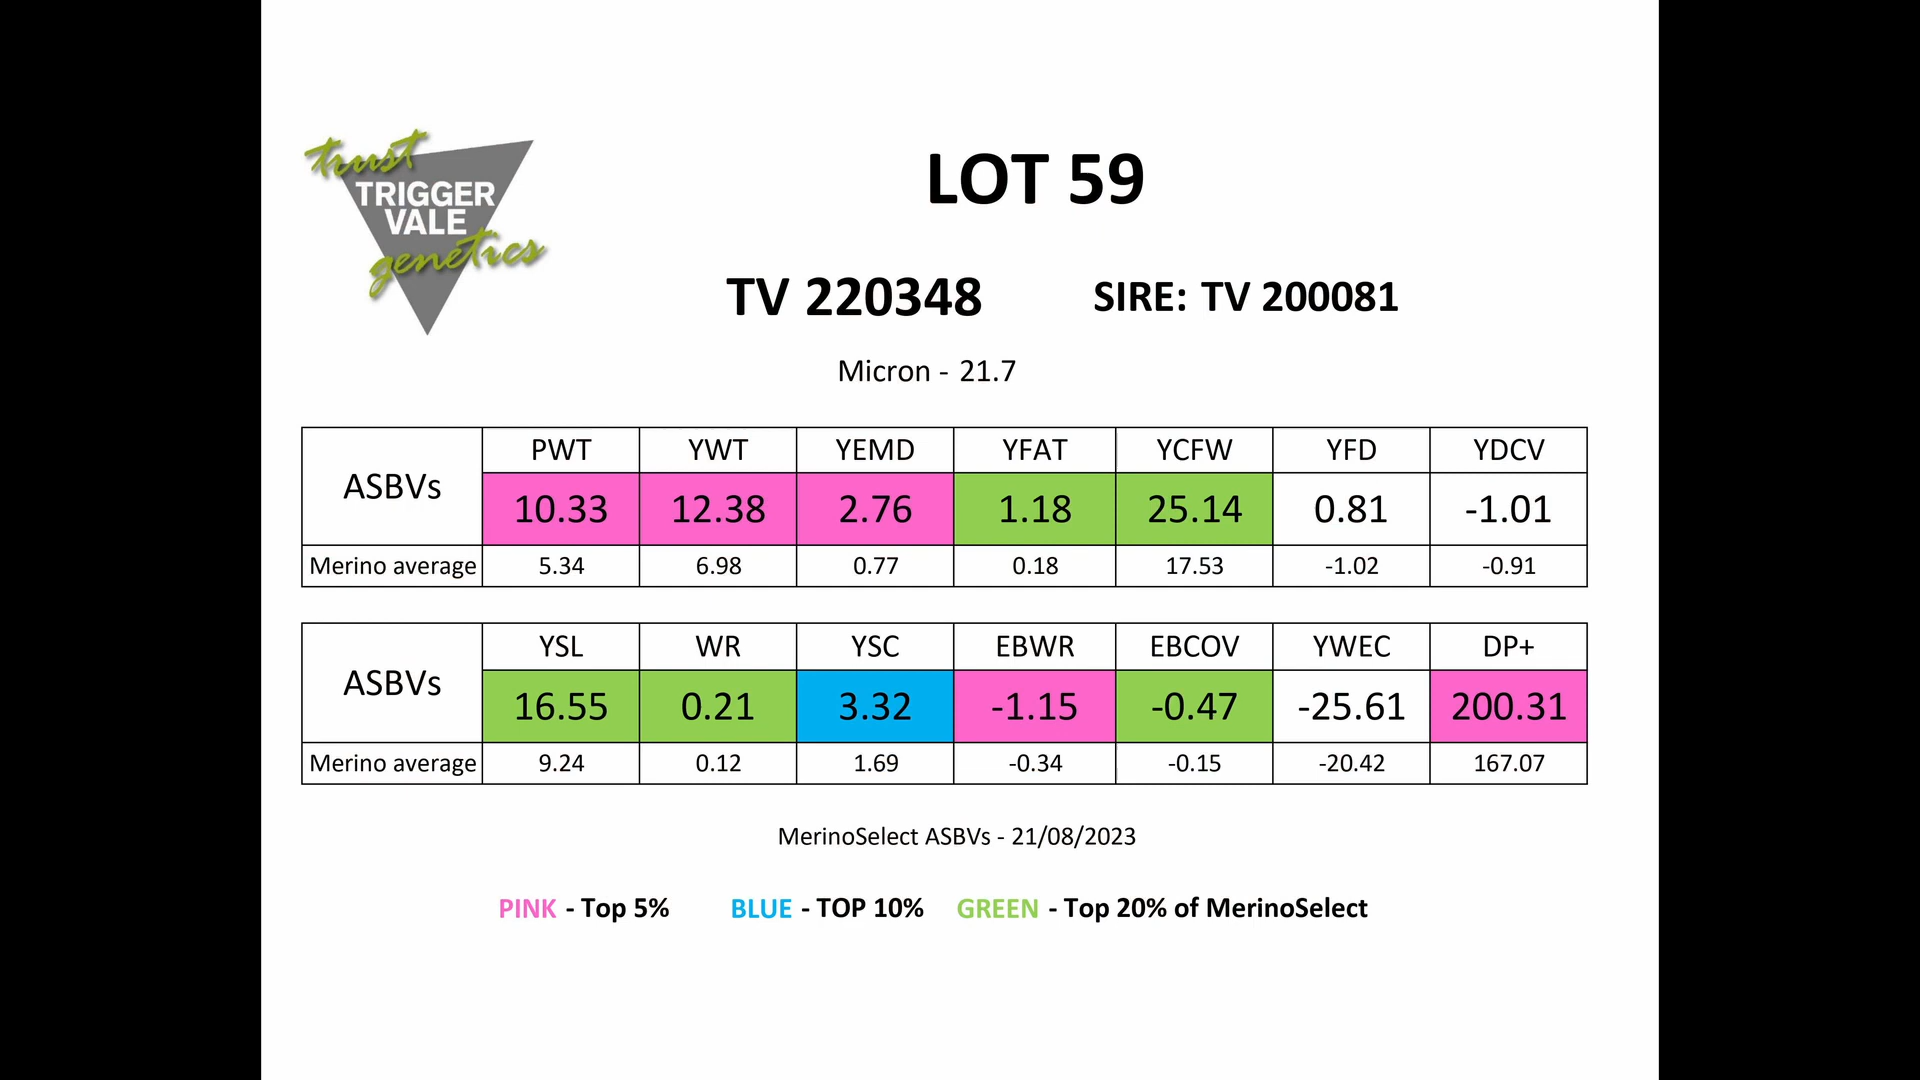 trust
TRIGGER
VALE
genetics
LOT 59
TV 220348 SIRE: TV 200081
Micron - 21.7
ASBVs PWT YWT YEMD YFAT YCFW YFD YDCV
10.33 12.38 2.76 1.18 25.14 0.81 -1.01
Merino average 5.34 6.98 0.77 0.18 17.53 -1.02 -0.91
ASBVs YSL WR YSC EBWR EBCOV YWEC DP+
16.55 0.21 3.32 -1.15 -0.47 -25.61 200.31
Merino average 9.24 0.12 1.69 -0.34 -0.15 -20.42 167.07
MerinoSelect ASBVs - 21/08/2023
PINK - Top 5% BLUE - TOP 10% GREEN - Top 20% of MerinoSelect